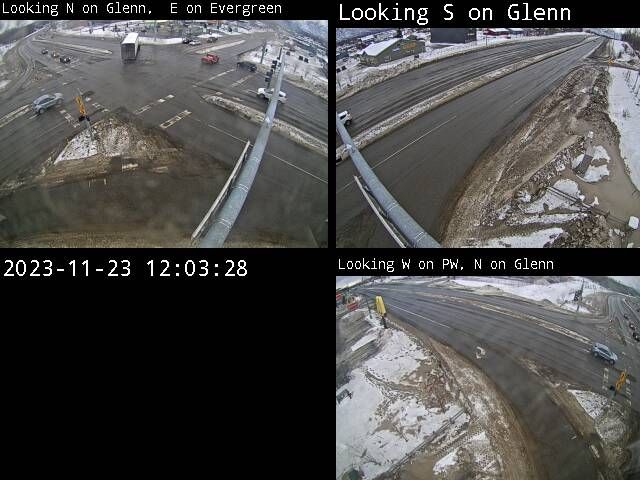 Looking N on Glenn, E on Evergreen
Looking S on Glenn
2023-11-23 12:03:28
Looking W on PW, N on Glenn